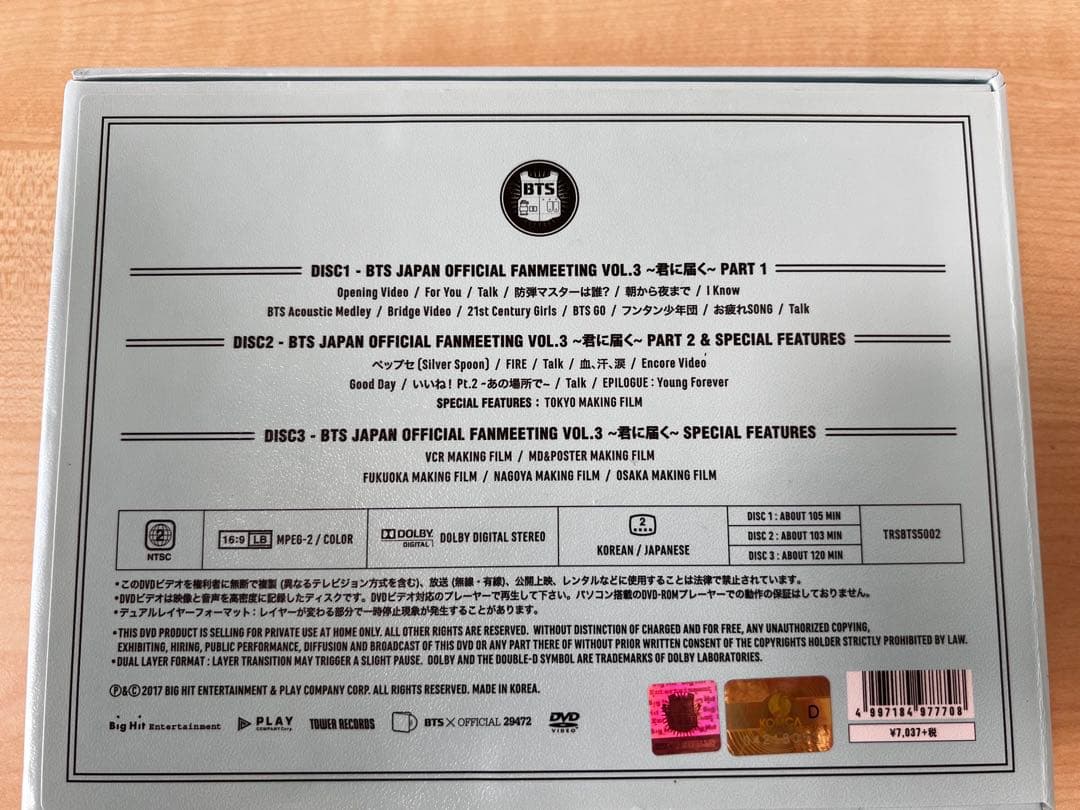 BTS
DISC1 - BTS JAPAN OFFICIAL FANMEETING VOL.3 ~君に届く~ PART 1
Opening Video / For You / Talk / 防弾マスターは誰? / 朝から夜まで / I Know
BTS Acoustic Medley / Bridge Video / 21st Century Girls / BTS GO / フンタン少年団 / お疲れSONG / Talk
DISC2 - BTS JAPAN OFFICIAL FANMEETING VOL.3 ~君に届く~ PART 2 & SPECIAL FEATURES
ペップセ (Silver Spoon) / FIRE / Talk / 血、汗、涙 / Encore Video
Good Day / いいね! Pt.2 ~あの場所で~ / Talk / EPILOGUE : Young Forever
SPECIAL FEATURES : TOKYO MAKING FILM
DISC3 - BTS JAPAN OFFICIAL FANMEETING VOL.3 ~君に届く~ SPECIAL FEATURES
VCR MAKING FILM / MD&POSTER MAKING FILM
FUKUOKA MAKING FILM / NAGOYA MAKING FILM / OSAKA MAKING FILM
2 NTSC
16:9 LB MPEG-2 / COLOR
DOLBY DIGITAL DOLBY DIGITAL STEREO
2 KOREAN / JAPANESE
DISC 1 : ABOUT 105 MIN
DISC 2 : ABOUT 103 MIN
DISC 3 : ABOUT 120 MIN
TRSBTS5002
•このDVDビデオを権利者に無断で複製 (異なるテレビジョン方式を含む)、放送 (無線・有線)、公開上映、レンタルなどに使用することは法律で禁止されています。
•DVDビデオは映像と音声を高密度に記録したディスクです。DVDビデオ対応のプレーヤーで再生して下さい。パソコン搭載のDVD-ROMプレーヤーでの動作の保証はしておりません。
•デュアルレイヤーフォーマット : レイヤーが変わる部分で一時停止現象が発生することがあります。
•THIS DVD PRODUCT IS SELLING FOR PRIVATE USE AT HOME ONLY. ALL OTHER RIGHTS ARE RESERVED. WITHOUT DISTINCTION OF CHARGED AND FOR FREE, ANY UNAUTHORIZED COPYING,
EXHIBITING, HIRING, PUBLIC PERFORMANCE, DIFFUSION AND BROADCAST OF THIS DVD OR ANY PART THERE OF WITHOUT PRIOR WRITTEN CONSENT OF THE COPYRIGHTS HOLDER STRICTLY PROHIBITED BY LAW.
•DUAL LAYER FORMAT : LAYER TRANSITION MAY TRIGGER A SLIGHT PAUSE. DOLBY AND THE DOUBLE-D SYMBOL ARE TRADEMARKS OF DOLBY LABORATORIES.
℗&©2017 BIG HIT ENTERTAINMENT & PLAY COMPANY CORP. ALL RIGHTS RESERVED. MADE IN KOREA.
Big Hit Entertainment
PLAY COMPANY Corp.
TOWER RECORDS
BTS×OFFICIAL 29472
DVD VIDEO
KOMCA
D
4 997184 977708
¥7,037+税